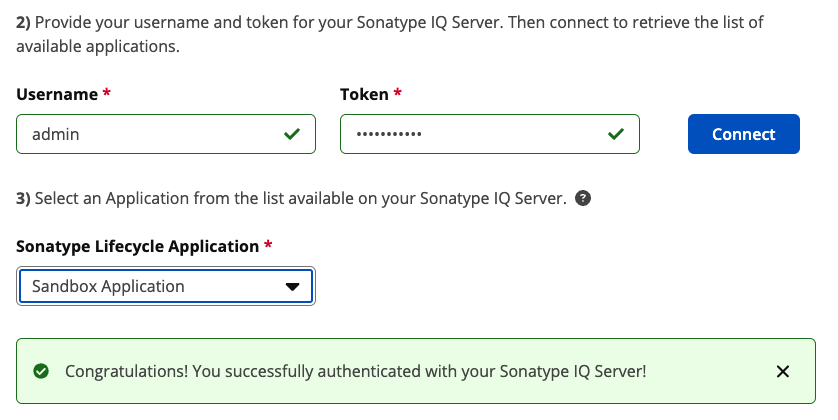 2) Provide your username and token for your Sonatype IQ Server. Then connect to retrieve the list of
available applications.
Username *
Token *
admin
•••••••••••
Connect
3) Select an Application from the list available on your Sonatype IQ Server. ?
Sonatype Lifecycle Application *
Sandbox Application
Congratulations! You successfully authenticated with your Sonatype IQ Server!